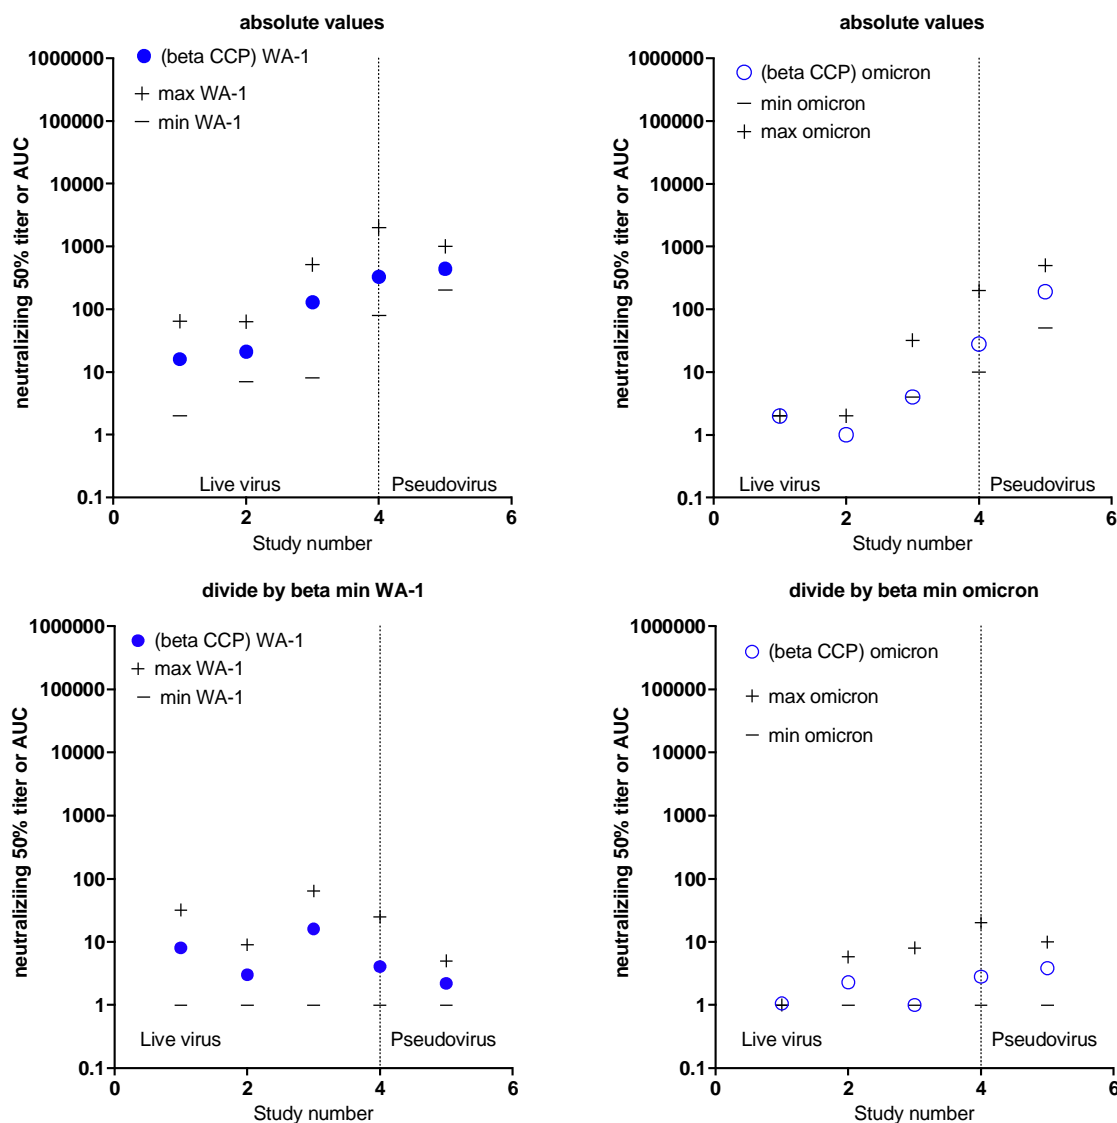 absolute values
neutraliziing 50% titer or AUC
1000000
100000
10000
1000
100
10
1
0.1
(beta CCP) WA-1
max WA-1
min WA-1
Live virus
Pseudovirus
0
2
4
6
Study number
absolute values
neutraliziing 50% titer or AUC
1000000
100000
10000
1000
100
10
1
0.1
(beta CCP) omicron
min omicron
max omicron
Live virus
Pseudovirus
0
2
4
6
Study number
divide by beta min WA-1
neutraliziing 50% titer or AUC
1000000
100000
10000
1000
100
10
1
0.1
(beta CCP) WA-1
max WA-1
min WA-1
Live virus
Pseudovirus
0
2
4
6
Study number
divide by beta min omicron
neutraliziing 50% titer or AUC
1000000
100000
10000
1000
100
10
1
0.1
(beta CCP) omicron
max omicron
min omicron
Live virus
Pseudovirus
0
2
4
6
Study number